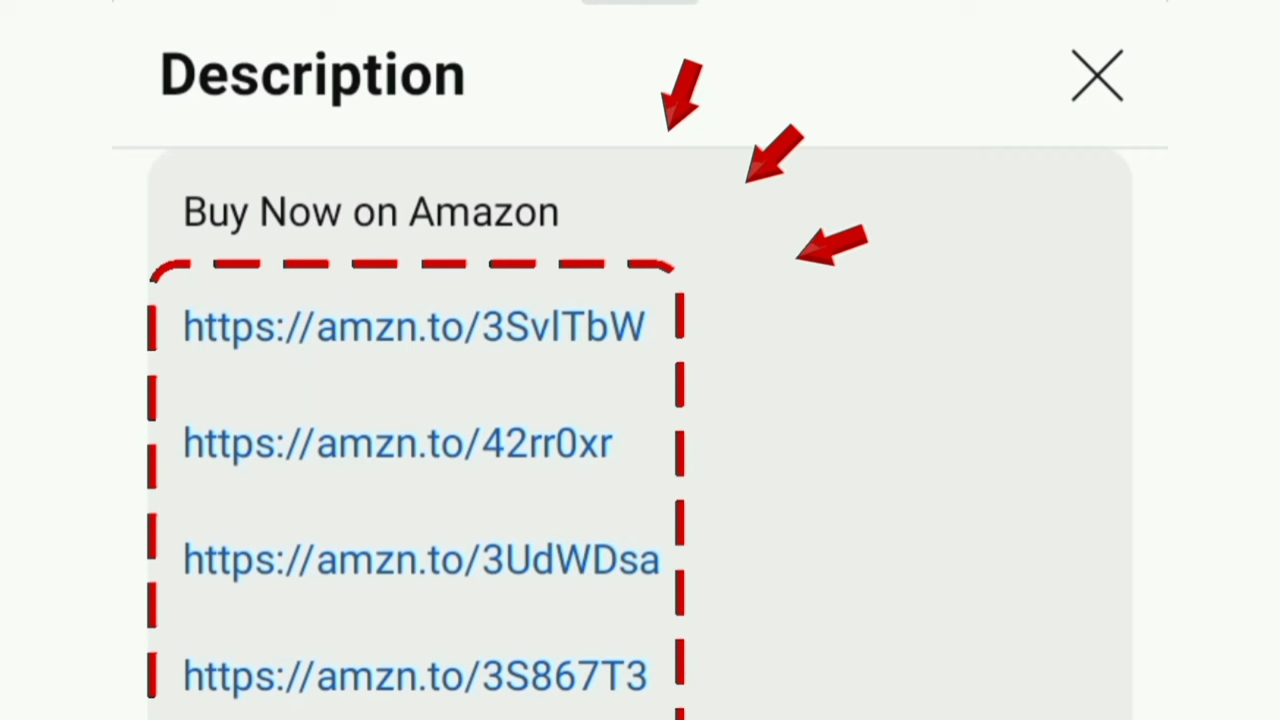 Description
Buy Now on Amazon
https://amzn.to/3SvlTbW
https://amzn.to/42rr0xr
https://amzn.to/3UdWDsa
https://amzn.to/3S867T3